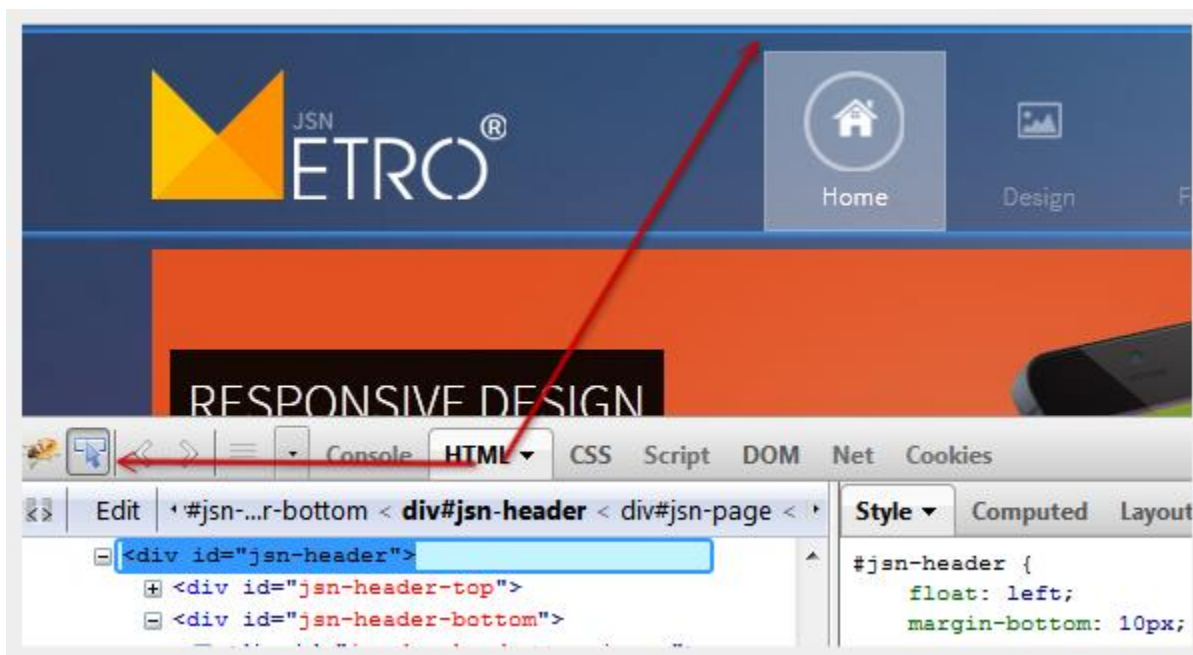 JSN
ETRO®
Home
Design
F
RESPONSIVE DESIGN
Console HTML CSS Script DOM Net Cookies
Edit #jsn-...r-bottom < div#jsn-header < div#jsn-page <
Style Computed Layout
<div id="jsn-header">
<div id="jsn-header-top">
<div id="jsn-header-bottom">
#jsn-header {
float: left;
margin-bottom: 10px;